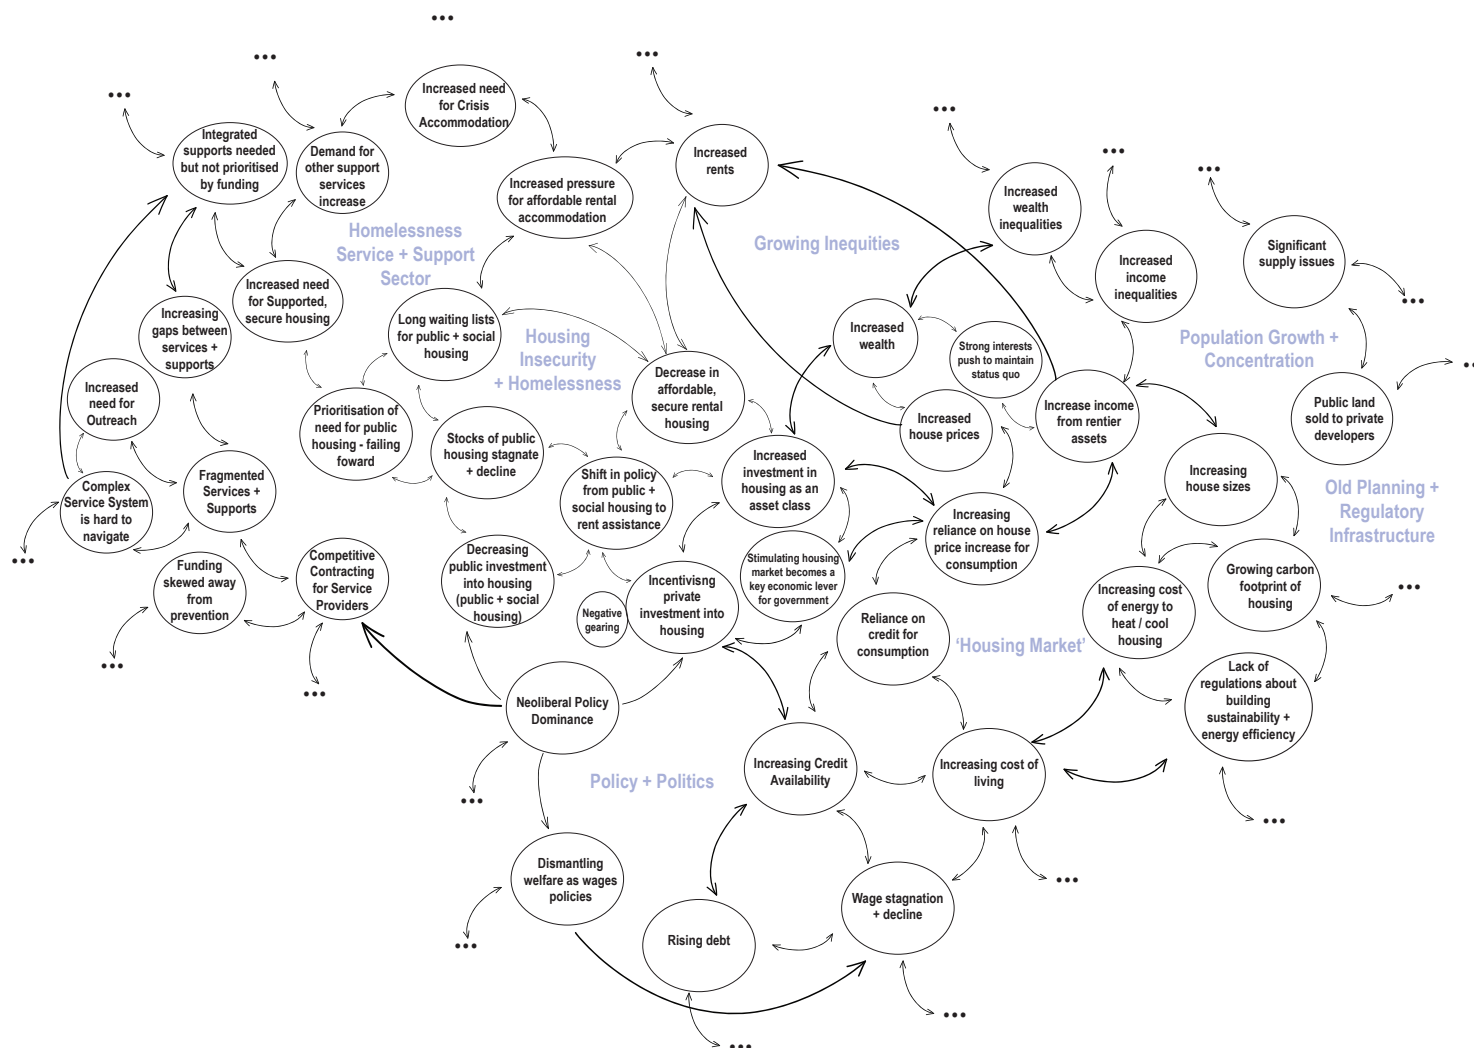 ...
...
...
...
Increased need
for Crisis
Accommodation
Integrated
supports needed
but not prioritised
by funding
Demand for
other support
services
increase
Increased pressure
for affordable rental
accommodation
Increased
rents
...
...
...
Increased
wealth
inequalities
Increased
income
inequalities
Significant
supply issues
...
Homelessness
Service + Support
Sector
Growing Inequities
Increased need
for Supported,
secure housing
Increasing
gaps between
services +
supports
Long waiting lists
for public + social
housing
Housing
Insecurity
+ Homelessness
Increased
wealth
Strong interests
push to maintain
status quo
Population Growth +
Concentration
...
Increased
need for
Outreach
Prioritisation of
need for public
housing - failing
foward
Decrease in
affordable,
secure rental
housing
Increased
house prices
Increase income
from rentier
assets
Public land
sold to private
developers
Stocks of public
housing stagnate
+ decline
Complex
Service System
is hard to
navigate
Fragmented
Services +
Supports
Shift in policy
from public +
social housing to
rent assistance
Increased
investment in
housing as an
asset class
Increasing
house sizes
Old Planning +
Regulatory
Infrastructure
Increasing
reliance on house
price increase for
consumption
...
Funding
skewed away
from
prevention
Competitive
Contracting
for Service
Providers
Decreasing
public investment
into housing
(public + social
housing)
Negative
gearing
Incentivising
private
investment into
housing
Stimulating housing
market becomes a
key economic lever
for government
Increasing cost
of energy to
heat / cool
housing
Growing carbon
footprint of
housing
...
Reliance on
credit for
consumption
'Housing Market'
...
...
Neoliberal Policy
Dominance
Lack of
regulations about
building
sustainability +
energy efficiency
Policy + Politics
Increasing Credit
Availability
Increasing cost of
living
...
...
Dismantling
welfare as wages
policies
...
Rising debt
Wage stagnation
+ decline
...
...
...